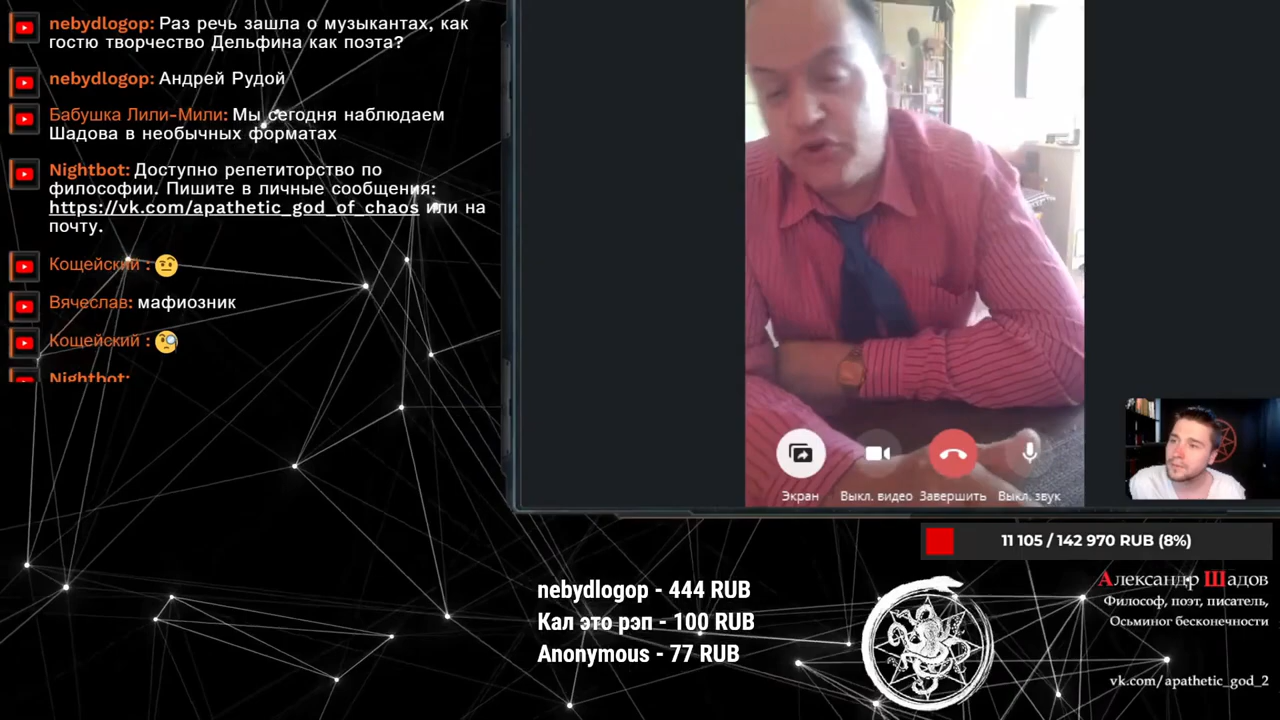 nebydlogop: Раз речь зашла о музыкантах, как
гостю творчество Дельфина как поэта?
nebydlogop: Андрей Рудой
Бабушка Лили-Мили: Мы сегодня наблюдаем
Шадова в необычных форматах
Nightbot: Доступно репетиторство по
философии. Пишите в личные сообщения:
https://vk.com/apathetic_god_of_chaos или на
почту.
Кощейский :
Вячеслав: мафиозник
Кощейский :
Nightbot:
Экран
Выкл. видео
Завершить
Выкл. звук
11 105 / 142 970 RUB (8%)
nebydlogop - 444 RUB
Кал это рэп - 100 RUB
Anonymous - 77 RUB
Александр Шадов
Философ, поэт, писатель,
Осьминог бесконечности
vk.com/apathetic_god_2